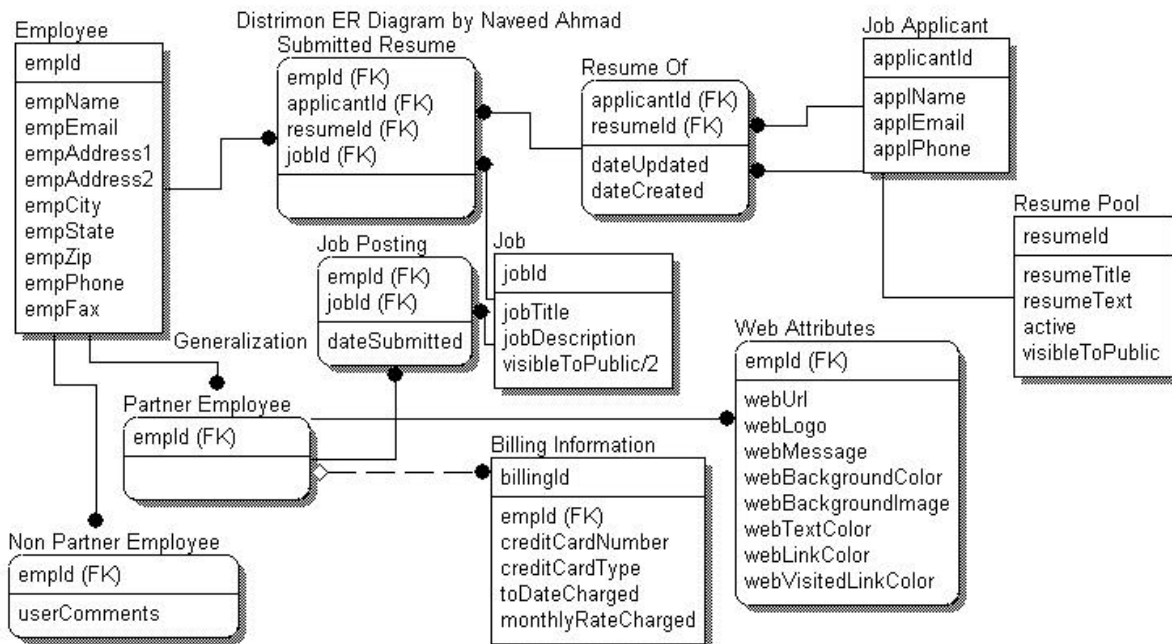 Distrimon ER Diagram by Naveed Ahmad
Employee
empId
empName
empEmail
empAddress1
empAddress2
empCity
empState
empZip
empPhone
empFax
Submitted Resume
empId (FK)
applicantId (FK)
resumeId (FK)
jobId (FK)
Resume Of
applicantId (FK)
resumeId (FK)
dateUpdated
dateCreated
Job Applicant
applicantId
applName
applEmail
applPhone
Resume Pool
resumeId
resumeTitle
resumeText
active
visibleToPublic
Job Posting
empId (FK)
jobId (FK)
dateSubmitted
Job
jobId
jobTitle
jobDescription
visibleToPublic/2
Generalization
Partner Employee
empId (FK)
Web Attributes
empId (FK)
webUrl
webLogo
webMessage
webBackgroundColor
webBackgroundImage
webTextColor
webLinkColor
webVisitedLinkColor
Billing Information
billingId
empId (FK)
creditCardNumber
creditCardType
toDateCharged
monthlyRateCharged
Non Partner Employee
empId (FK)
userComments